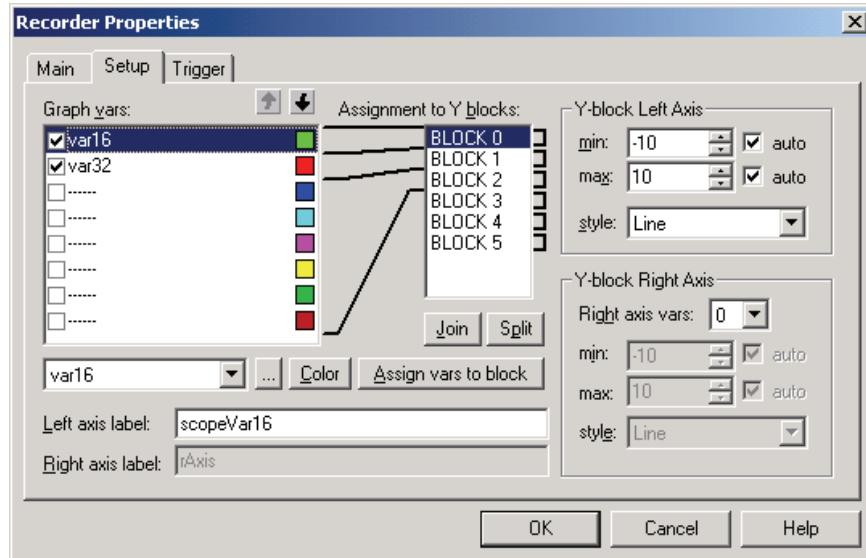 Recorder Properties
Main Setup Trigger
Graph vars: Assignment to Y blocks:
var16
var32
------
------
------
------
------
------
BLOCK 0
BLOCK 1
BLOCK 2
BLOCK 3
BLOCK 4
BLOCK 5
Join Split
var16 ... Color Assign vars to block
Left axis label: scopeVar16
Right axis label: rAxis
Y-block Left Axis
min: -10 auto
max: 10 auto
style: Line
Y-block Right Axis
Right axis vars: 0
min: -10 auto
max: 10 auto
style: Line
OK Cancel Help